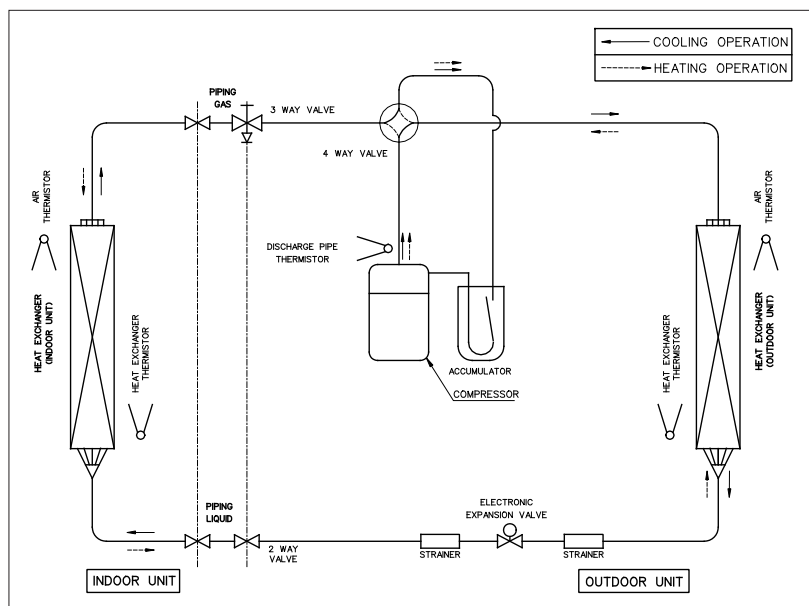 COOLING OPERATION
HEATING OPERATION
PIPING
GAS
3 WAY VALVE
4 WAY VALVE
AIR
THERMISTOR
AIR
THERMISTOR
DISCHARGE PIPE
THERMISTOR
HEAT EXCHANGER
(INDOOR UNIT)
HEAT EXCHANGER
THERMISTOR
ACCUMULATOR
COMPRESSOR
HEAT EXCHANGER
THERMISTOR
HEAT EXCHANGER
(OUTDOOR UNIT)
PIPING
LIQUID
2 WAY
VALVE
ELECTRONIC
EXPANSION VALVE
STRAINER
STRAINER
INDOOR UNIT
OUTDOOR UNIT